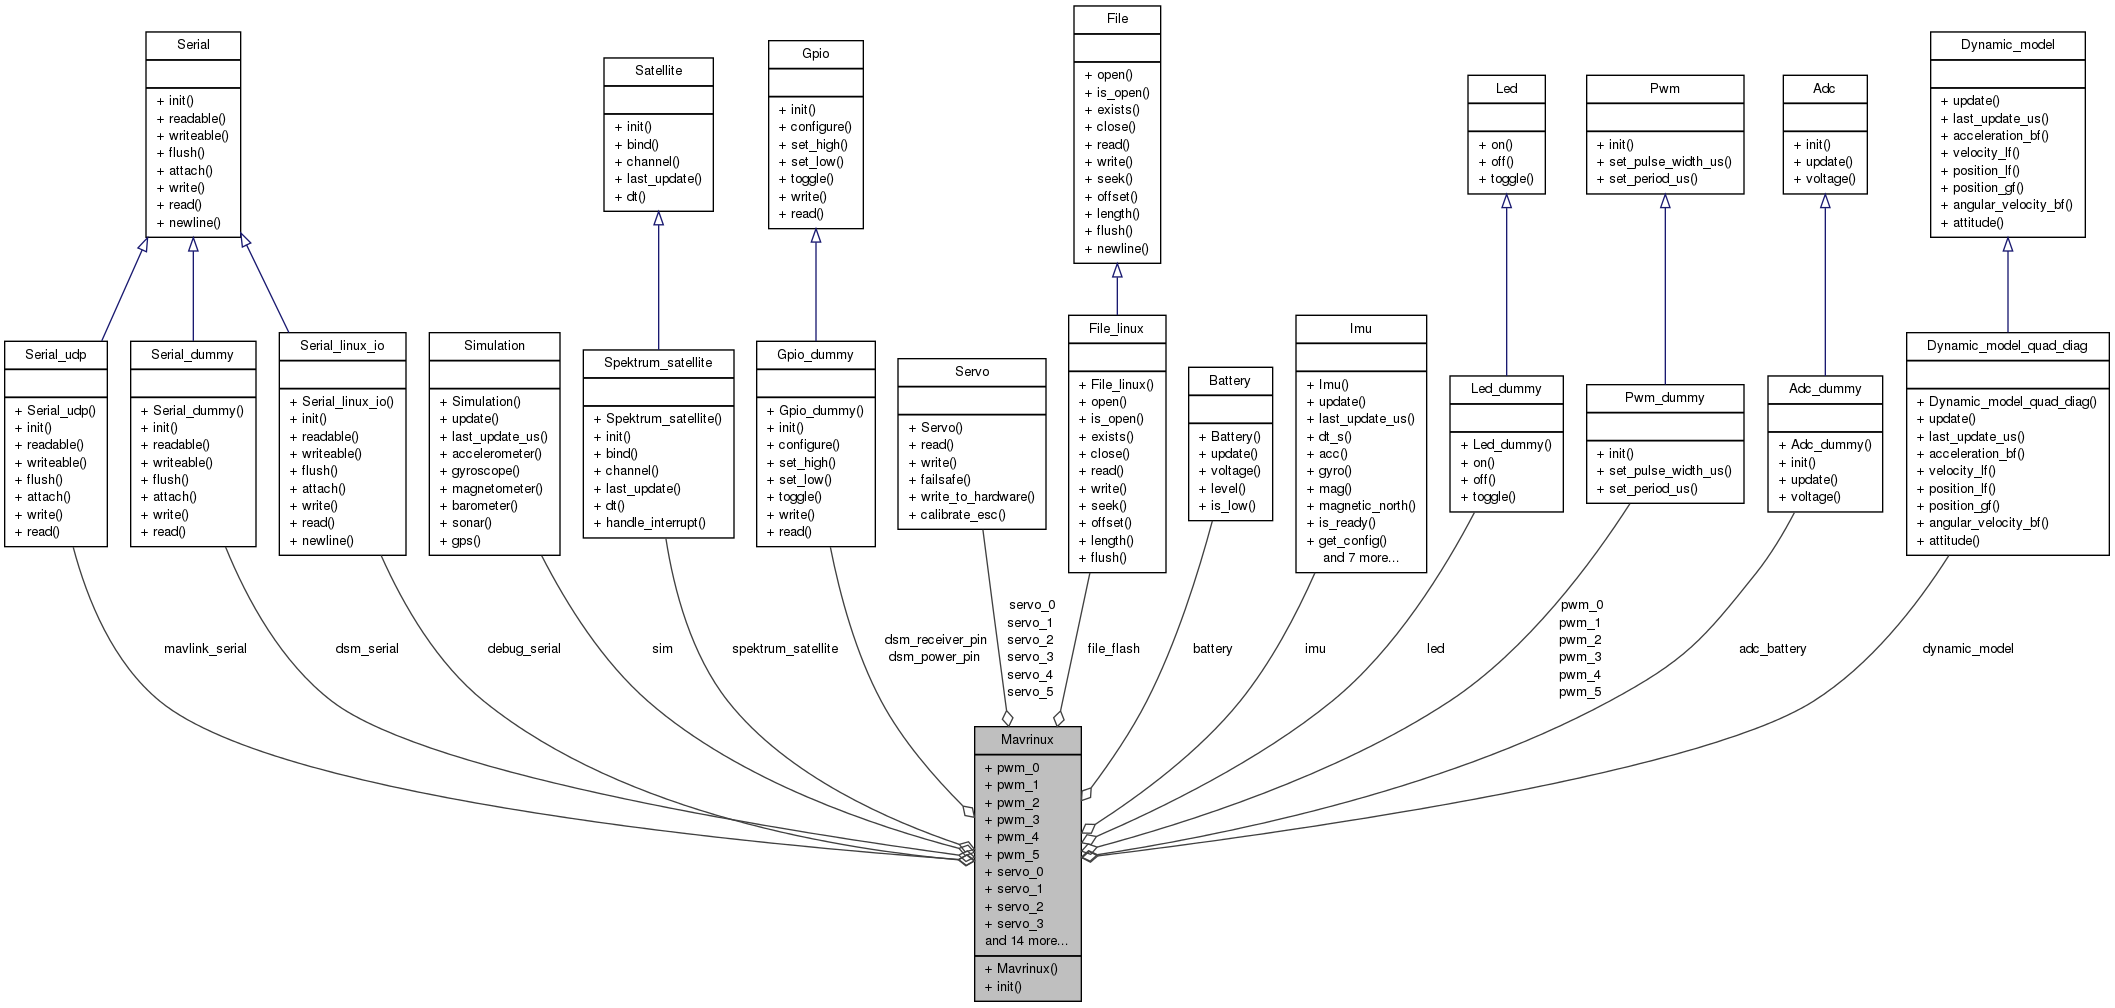 Serial
+ init()
+ readable()
+ writeable()
+ flush()
+ attach()
+ write()
+ read()
+ newline()
Satellite
+ init()
+ bind()
+ channel()
+ last_update()
+ dt()
Gpio
+ init()
+ configure()
+ set_high()
+ set_low()
+ toggle()
+ write()
+ read()
File
+ open()
+ is_open()
+ exists()
+ close()
+ read()
+ write()
+ seek()
+ offset()
+ length()
+ flush()
+ newline()
Led
+ on()
+ off()
+ toggle()
Pwm
+ init()
+ set_pulse_width_us()
+ set_period_us()
Adc
+ init()
+ update()
+ voltage()
Dynamic_model
+ update()
+ last_update_us()
+ acceleration_bf()
+ velocity_lf()
+ position_lf()
+ position_gf()
+ angular_velocity_bf()
+ attitude()
Serial_udp
+ Serial_udp()
+ init()
+ readable()
+ writeable()
+ flush()
+ attach()
+ write()
+ read()
Serial_dummy
+ Serial_dummy()
+ init()
+ readable()
+ writeable()
+ flush()
+ attach()
+ write()
+ read()
Serial_linux_io
+ Serial_linux_io()
+ init()
+ readable()
+ writeable()
+ flush()
+ attach()
+ write()
+ read()
+ newline()
Simulation
+ Simulation()
+ update()
+ last_update_us()
+ accelerometer()
+ gyroscope()
+ magnetometer()
+ barometer()
+ sonar()
+ gps()
Spektrum_satellite
+ Spektrum_satellite()
+ init()
+ bind()
+ channel()
+ last_update()
+ dt()
+ handle_interrupt()
Gpio_dummy
+ Gpio_dummy()
+ init()
+ configure()
+ set_high()
+ set_low()
+ toggle()
+ write()
+ read()
Servo
+ Servo()
+ read()
+ write()
+ failsafe()
+ write_to_hardware()
+ calibrate_esc()
File_linux
+ File_linux()
+ open()
+ is_open()
+ exists()
+ close()
+ read()
+ write()
+ seek()
+ offset()
+ length()
+ flush()
Battery
+ Battery()
+ update()
+ voltage()
+ level()
+ is_low()
Imu
+ Imu()
+ update()
+ last_update_us()
+ dt_s()
+ acc()
+ gyro()
+ mag()
+ magnetic_north()
+ is_ready()
+ get_config()
and 7 more...
Led_dummy
+ Led_dummy()
+ on()
+ off()
+ toggle()
Pwm_dummy
+ init()
+ set_pulse_width_us()
+ set_period_us()
Adc_dummy
+ Adc_dummy()
+ init()
+ update()
+ voltage()
Dynamic_model_quad_diag
+ Dynamic_model_quad_diag()
+ update()
+ last_update_us()
+ acceleration_bf()
+ velocity_lf()
+ position_lf()
+ position_gf()
+ angular_velocity_bf()
+ attitude()
mavlink_serial
dsm_serial
debug_serial
sim
spektrum_satellite
dsm_receiver_pin
dsm_power_pin
servo_0
servo_1
servo_2
servo_3
servo_4
servo_5
file_flash
battery
imu
led
pwm_0
pwm_1
pwm_2
pwm_3
pwm_4
pwm_5
adc_battery
dynamic_model
Mavrinux
+ pwm_0
+ pwm_1
+ pwm_2
+ pwm_3
+ pwm_4
+ pwm_5
+ servo_0
+ servo_1
+ servo_2
+ servo_3
and 14 more...
+ Mavrinux()
+ init()